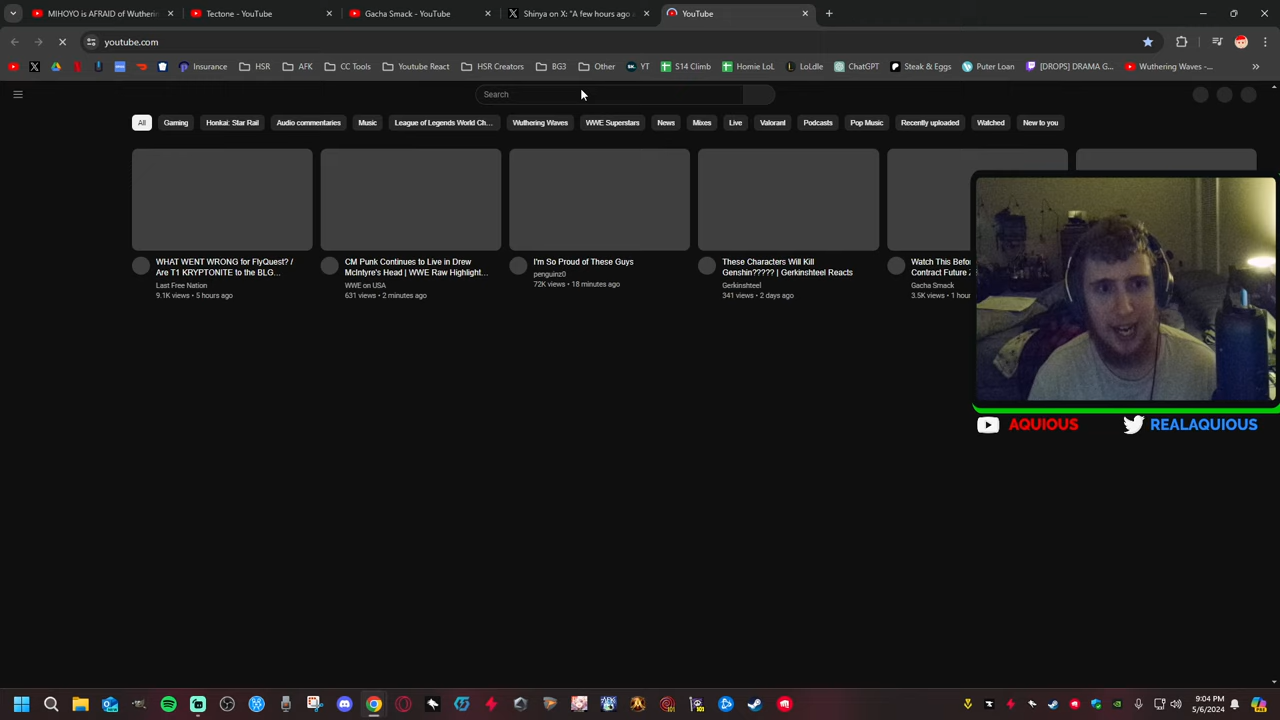 MIHOYO is AFRAID of Wutherin
Tectone - YouTube
Gacha Smack - YouTube
Shinya on X: "A few hours ago
YouTube
youtube.com
Insurance
HSR
AFK
CC Tools
Youtube React
HSR Creators
BG3
Other
YT
S14 Climb
Homie LoL
LoLdle
ChatGPT
Steak & Eggs
Puter Loan
[DROPS] DRAMA G...
Wuthering Waves -...
Search
All
Gaming
Honkai: Star Rail
Audio commentaries
Music
League of Legends World Ch...
Wuthering Waves
WWE Superstars
News
Mixes
Live
Valorant
Podcasts
Pop Music
Recently uploaded
Watched
New to you
WHAT WENT WRONG for FlyQuest? /
Are T1 KRYPTONITE to the BLG...
Last Free Nation
9.1K views • 5 hours ago
CM Punk Continues to Live in Drew
McIntyre's Head | WWE Raw Highlight...
WWE on USA
631 views • 2 minutes ago
I'm So Proud of These Guys
penguinz0
72K views • 18 minutes ago
These Characters Will Kill
Genshin????? | Gerkinshteel Reacts
Gerkinshteel
341 views • 2 days ago
Watch This Befo
Contract Future
Gacha Smack
3.5K views • 1 hour
AQUIOUS
REALAQUIOUS
9:04 PM
5/6/2024